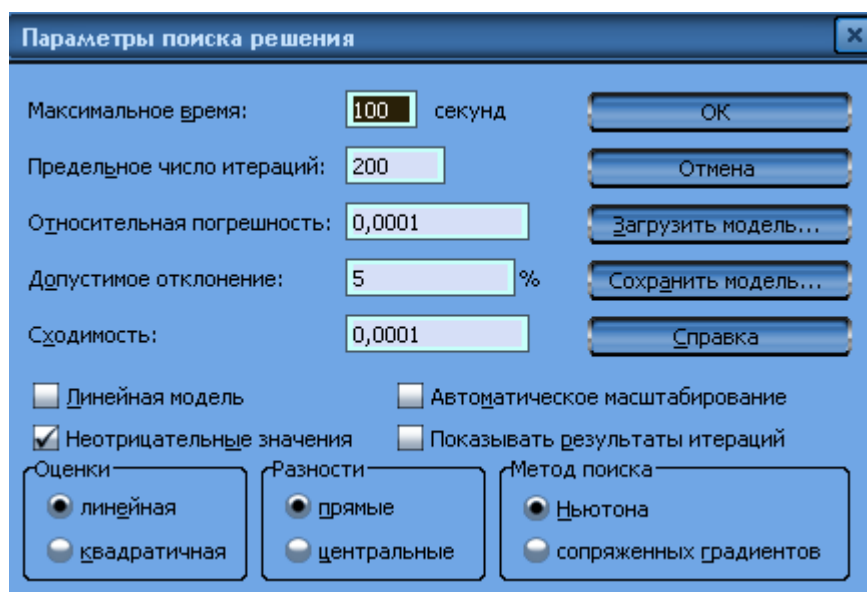 Параметры поиска решения
Максимальное время: 100 секунд OK
Предельное число итераций: 200 Отмена
Относительная погрешность: 0,0001 Загрузить модель...
Допустимое отклонение: 5 % Сохранить модель...
Сходимость: 0,0001 Справка
Линейная модель Автоматическое масштабирование
Неотрицательные значения Показывать результаты итераций
Оценки Разности Метод поиска
линейная прямые Ньютона
квадратичная центральные сопряженных градиентов